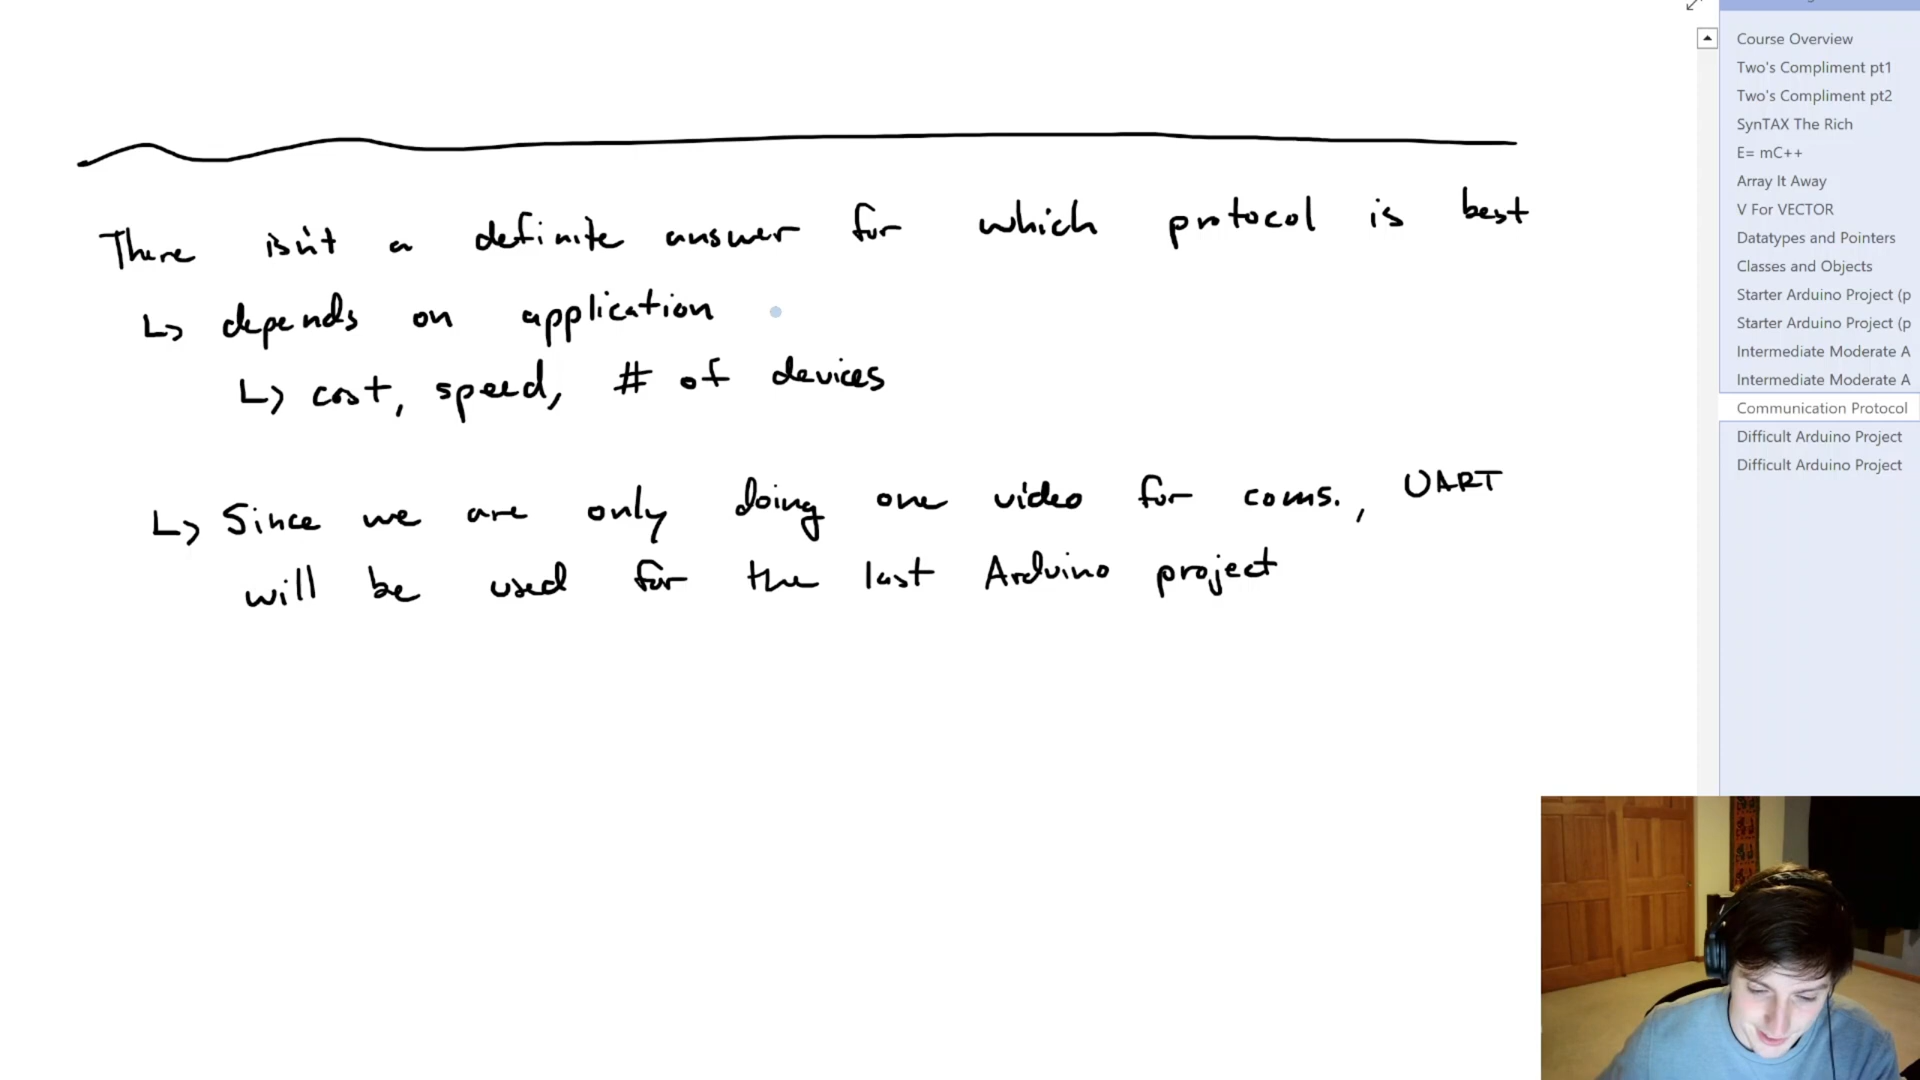 There isn't a definite answer for which protocol is best
↳ depends on application
↳ cost, speed, # of devices
↳ Since we are only doing one video for coms., UART
will be used for the last Arduino project
Course Overview
Two's Compliment pt1
Two's Compliment pt2
SynTAX The Rich
E= mC++
Array It Away
V For VECTOR
Datatypes and Pointers
Classes and Objects
Starter Arduino Project (p
Starter Arduino Project (p
Intermediate Moderate A
Intermediate Moderate A
Communication Protocol
Difficult Arduino Project
Difficult Arduino Project